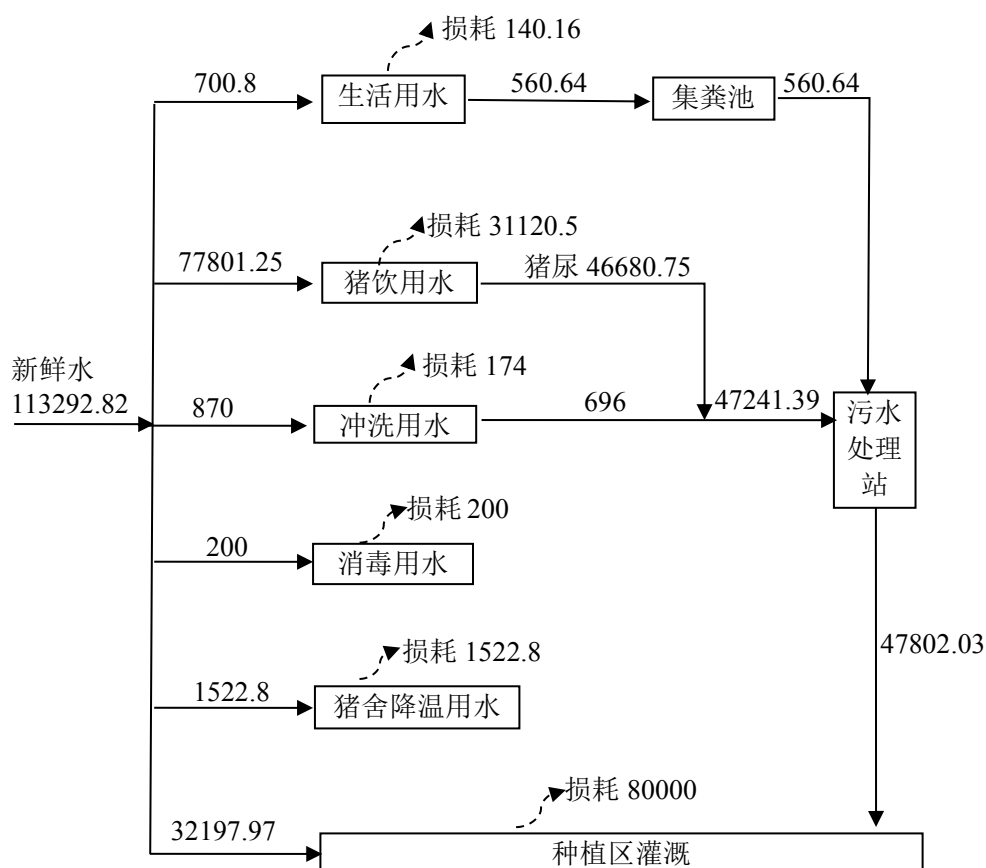 损耗 140.16
700.8
生活用水
560.64
集粪池
560.64
损耗 31120.5
77801.25
猪饮用水
猪尿 46680.75
新鲜水
113292.82
损耗 174
870
冲洗用水
696
47241.39
污水
处理
站
损耗 200
200
消毒用水
损耗 1522.8
1522.8
猪舍降温用水
47802.03
损耗 80000
32197.97
种植区灌溉